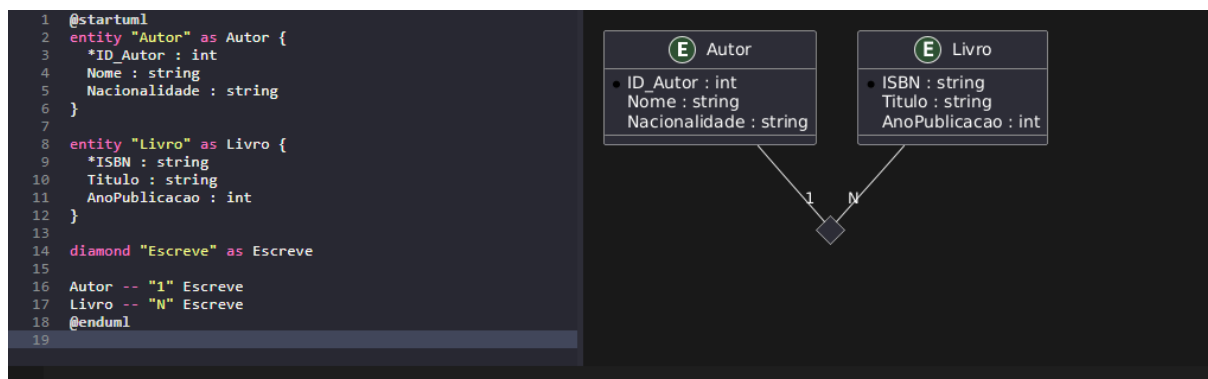 1 @startuml
2 entity "Autor" as Autor {
3 *ID_Autor : int
4 Nome : string
5 Nacionalidade : string
6 }
7
8 entity "Livro" as Livro {
9 *ISBN : string
10 Titulo : string
11 AnoPublicacao : int
12 }
13
14 diamond "Escreve" as Escreve
15
16 Autor -- "1" Escreve
17 Livro -- "N" Escreve
18 @enduml
19
E Autor
ID_Autor : int
Nome : string
Nacionalidade : string
E Livro
ISBN : string
Titulo : string
AnoPublicacao : int
1
N